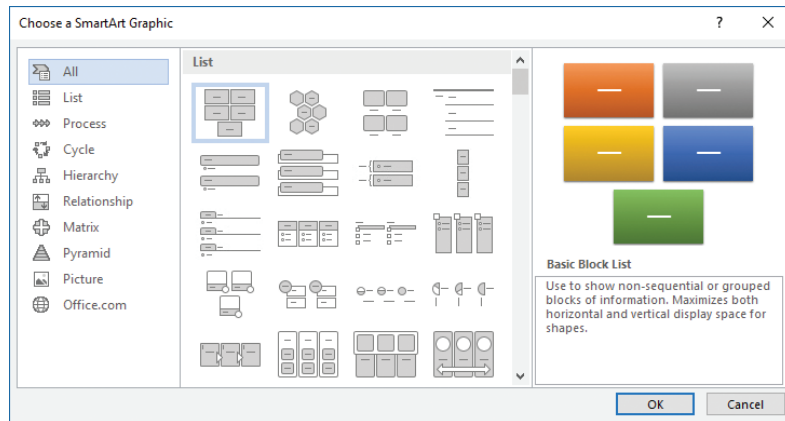 Choose a SmartArt Graphic
?
All
List
Process
Cycle
Hierarchy
Relationship
Matrix
Pyramid
Picture
Office.com
List
Basic Block List
Use to show non-sequential or grouped
blocks of information. Maximizes both
horizontal and vertical display space for
shapes.
OK
Cancel